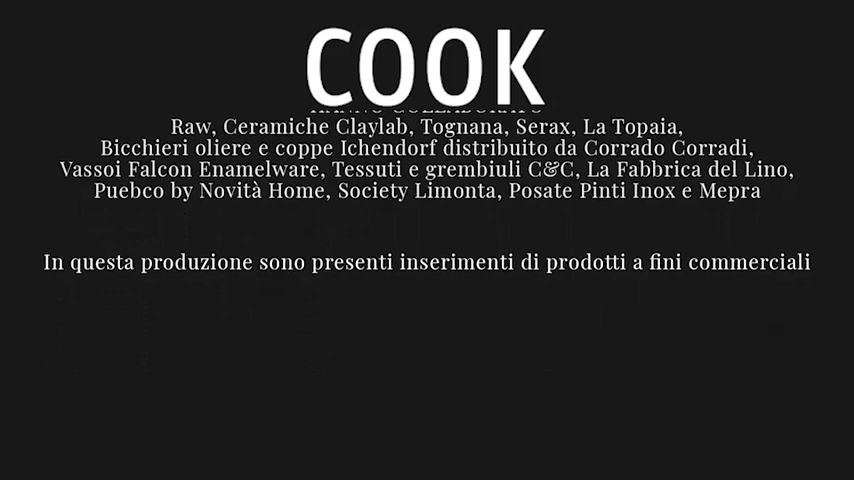 COOK
Raw, Ceramiche Claylab, Tognana, Serax, La Topaia,
Bicchieri oliere e coppe Ichendorf distribuito da Corrado Corradi,
Vassoi Falcon Enamelware, Tessuti e grembiuli C&C, La Fabbrica del Lino,
Puebco by Novità Home, Society Limonta, Posate Pinti Inox e Mepra
In questa produzione sono presenti inserimenti di prodotti a fini commerciali